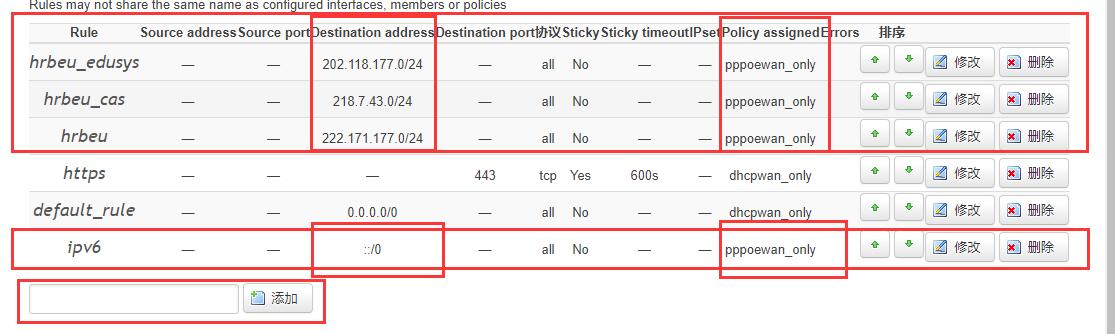 Rules may not share the same name as configured interfaces, members or policies
Rule Source address Source port Destination address Destination port 协议 Sticky Sticky timeout IPset Policy assigned Errors 排序
hrbeu_edusys — — 202.118.177.0/24 — all No — — pppoewan_only 修改 删除
hrbeu_cas — — 218.7.43.0/24 — all No — — pppoewan_only 修改 删除
hrbeu — — 222.171.177.0/24 — all No — — pppoewan_only 修改 删除
https — — — 443 tcp Yes 600s — dhcpwan_only 修改 删除
default_rule — — 0.0.0.0/0 — all No — — dhcpwan_only 修改 删除
ipv6 — — ::/0 — all No — — pppoewan_only 修改 删除
添加